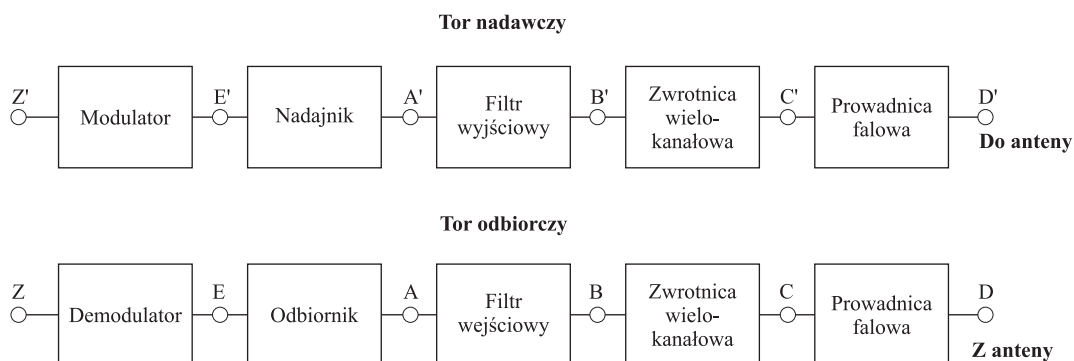 Tor nadawczy
Z' E' A' B' C' D'
Modulator
Nadajnik
Filtr
wyjściowy
Zwrotnica
wielo-
kanałowa
Prowadnica
falowa
Do anteny
Tor odbiorczy
Z E A B C D
Demodulator
Odbiornik
Filtr
wejściowy
Zwrotnica
wielo-
kanałowa
Prowadnica
falowa
Z anteny